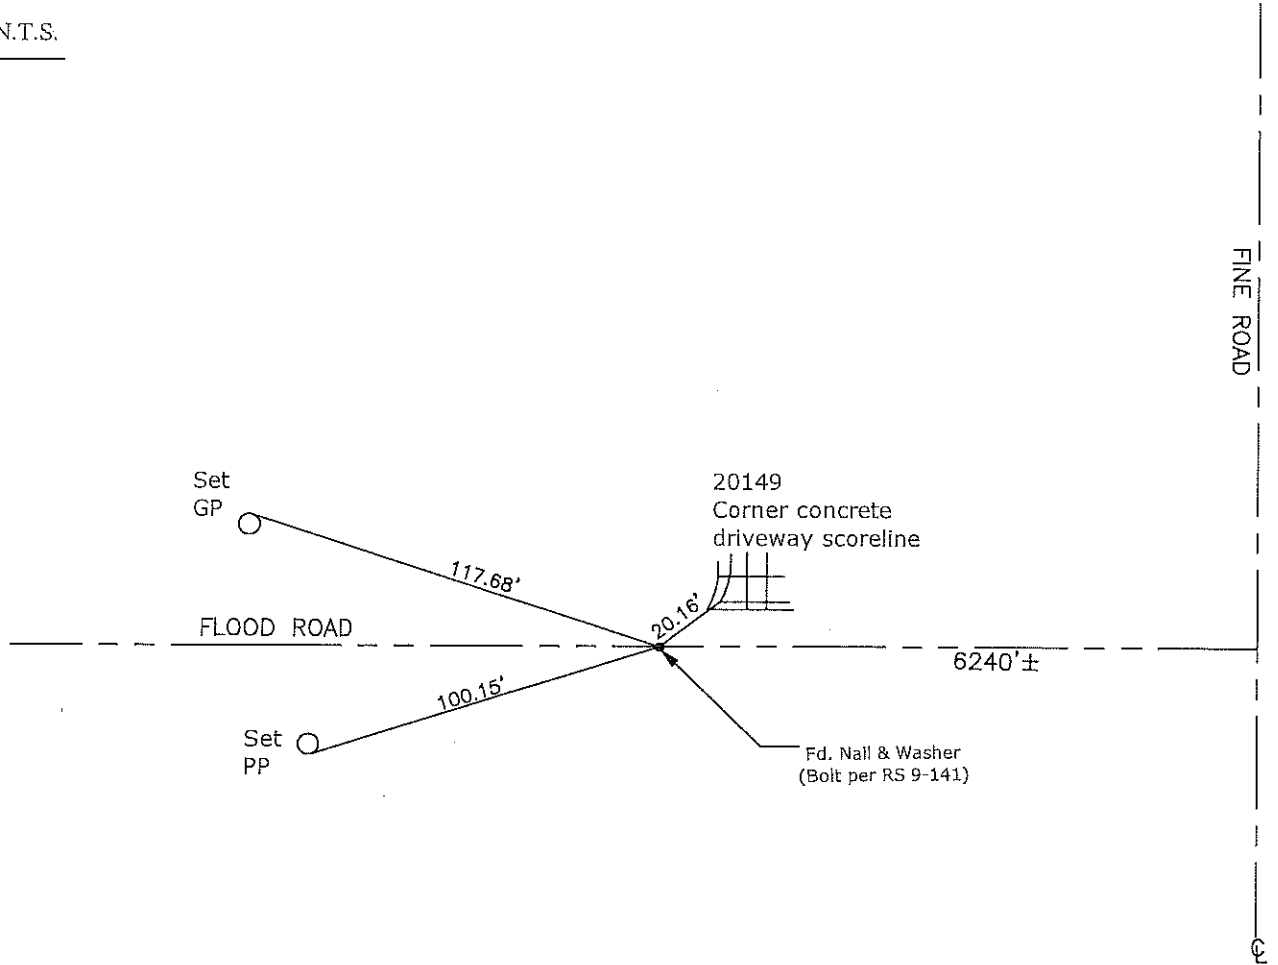 N.T.S.
FINE ROAD
Set
GP
20149
Corner concrete
driveway scoreline
117.68'
20.16'
FLOOD ROAD
6240'±
100.15'
Set
PP
Fd. Nail & Washer
(Bolt per RS 9-141)
℄